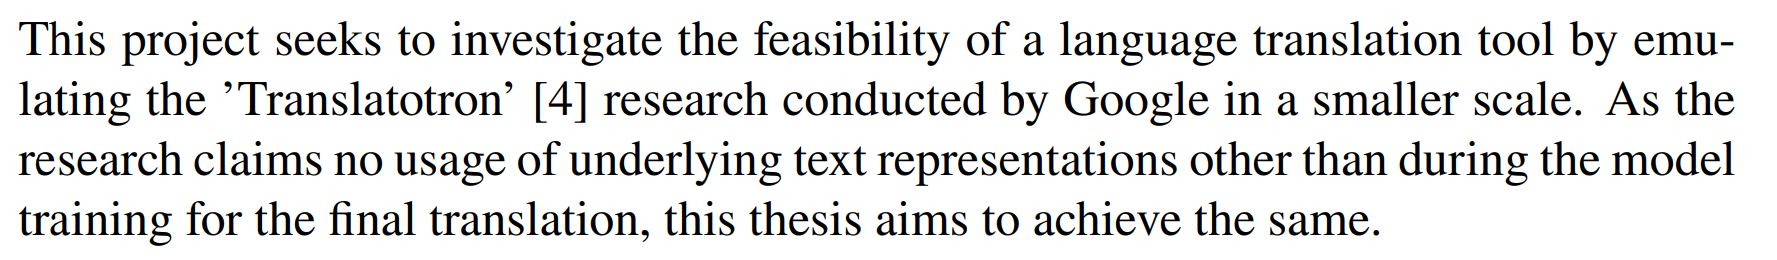 This project seeks to investigate the feasibility of a language translation tool by emu-
lating the ’Translatotron’ [4] research conducted by Google in a smaller scale. As the
research claims no usage of underlying text representations other than during the model
training for the final translation, this thesis aims to achieve the same.